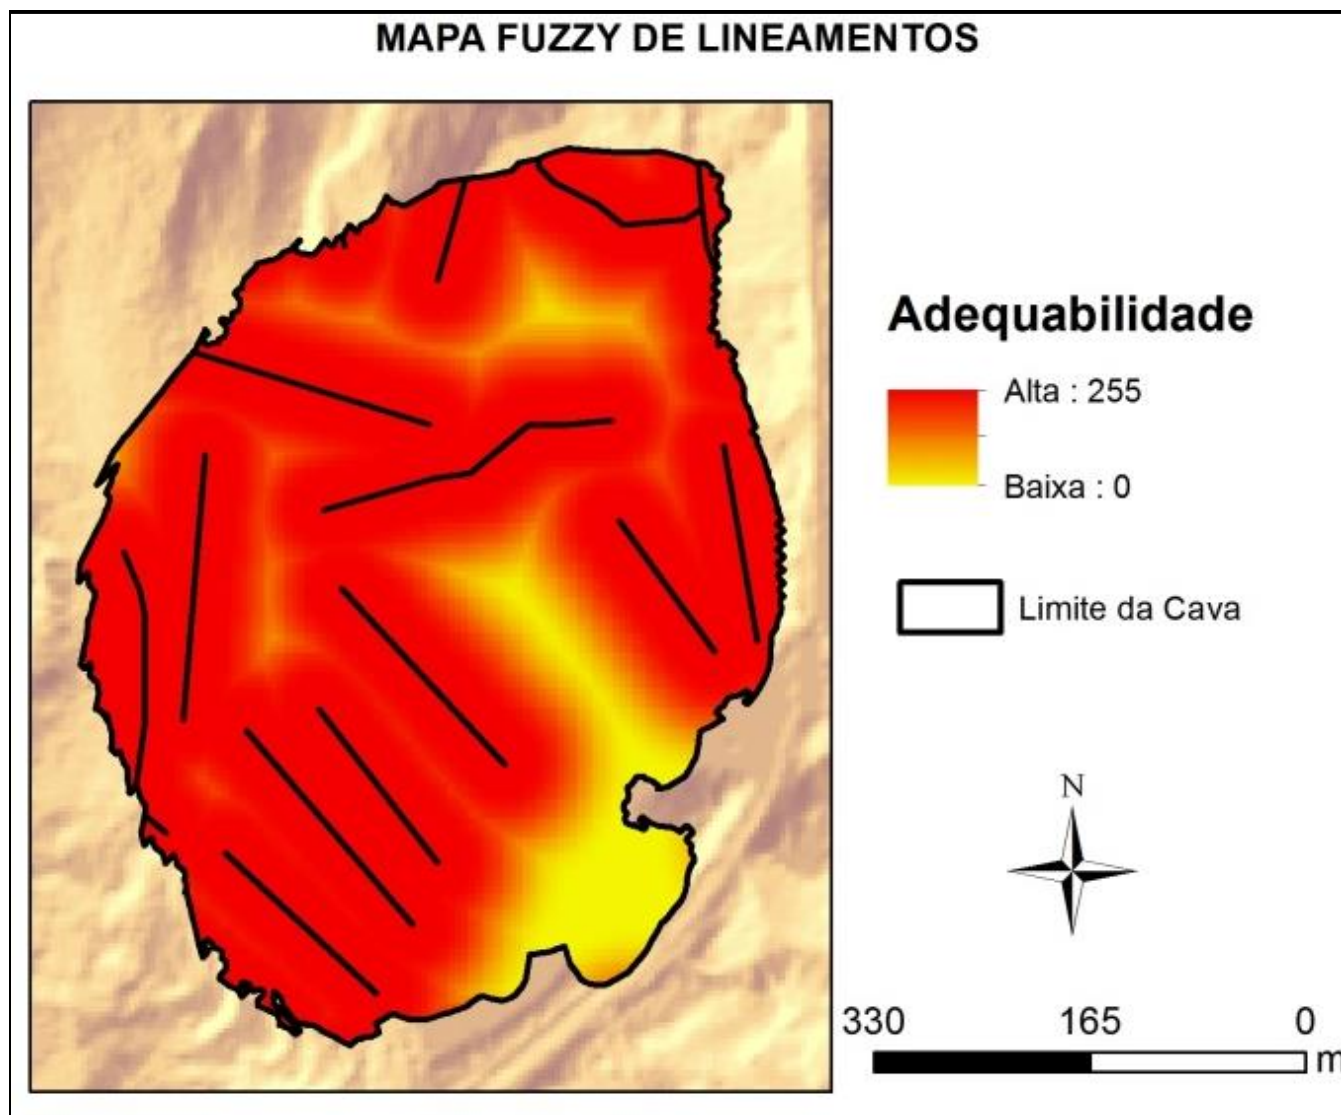 MAPA FUZZY DE LINEAMENTOS
Adequabilidade
Alta : 255
Baixa : 0
Limite da Cava
N
330 165 0
m